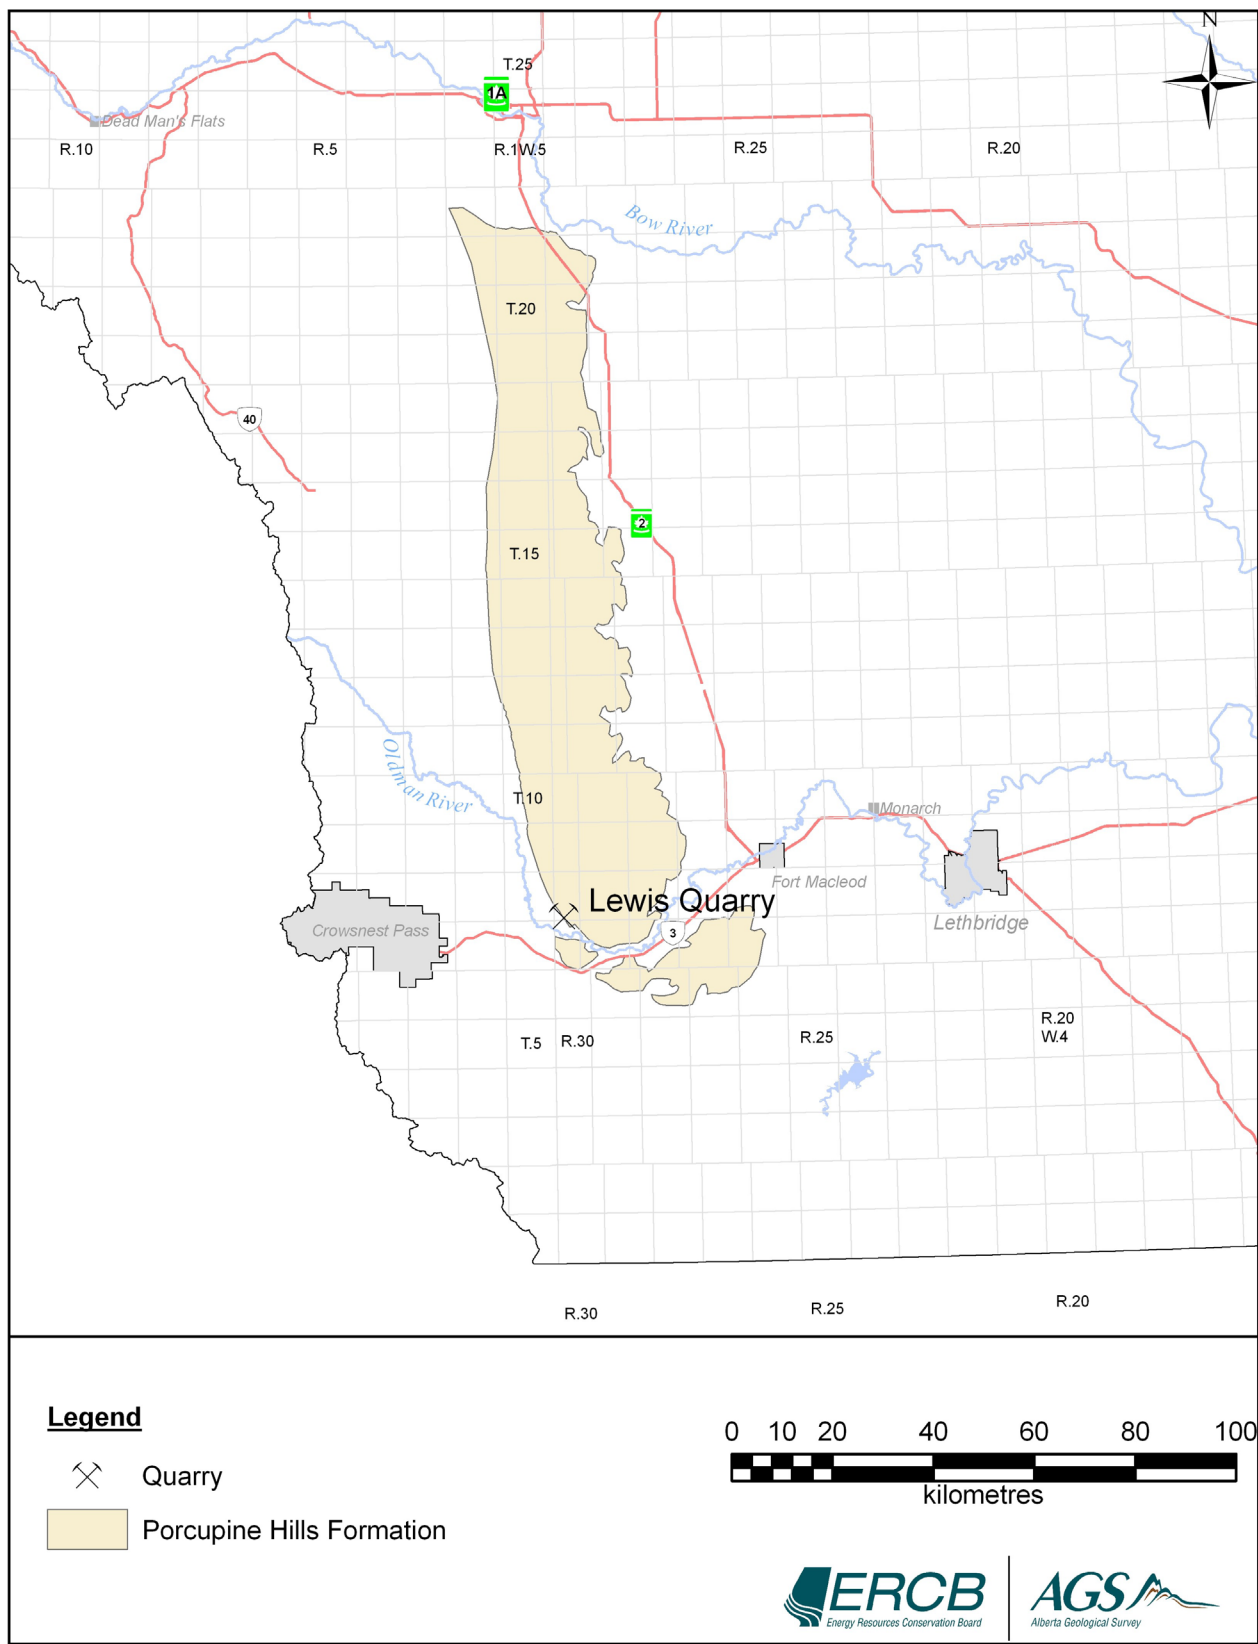 N
T.25
1A
Dead Man's Flats
R.10
R.5
R.1W.5
R.25
R.20
Bow River
T.20
40
2
T.15
Oldman River
T.10
Monarch
Fort Macleod
Lewis Quarry
Crowsnest Pass
3
Lethbridge
T.5
R.30
R.25
R.20
W.4
R.30
R.25
R.20
Legend
Quarry
Porcupine Hills Formation
0 10 20 40 60 80 100
kilometres
ERCB
Energy Resources Conservation Board
AGS
Alberta Geological Survey